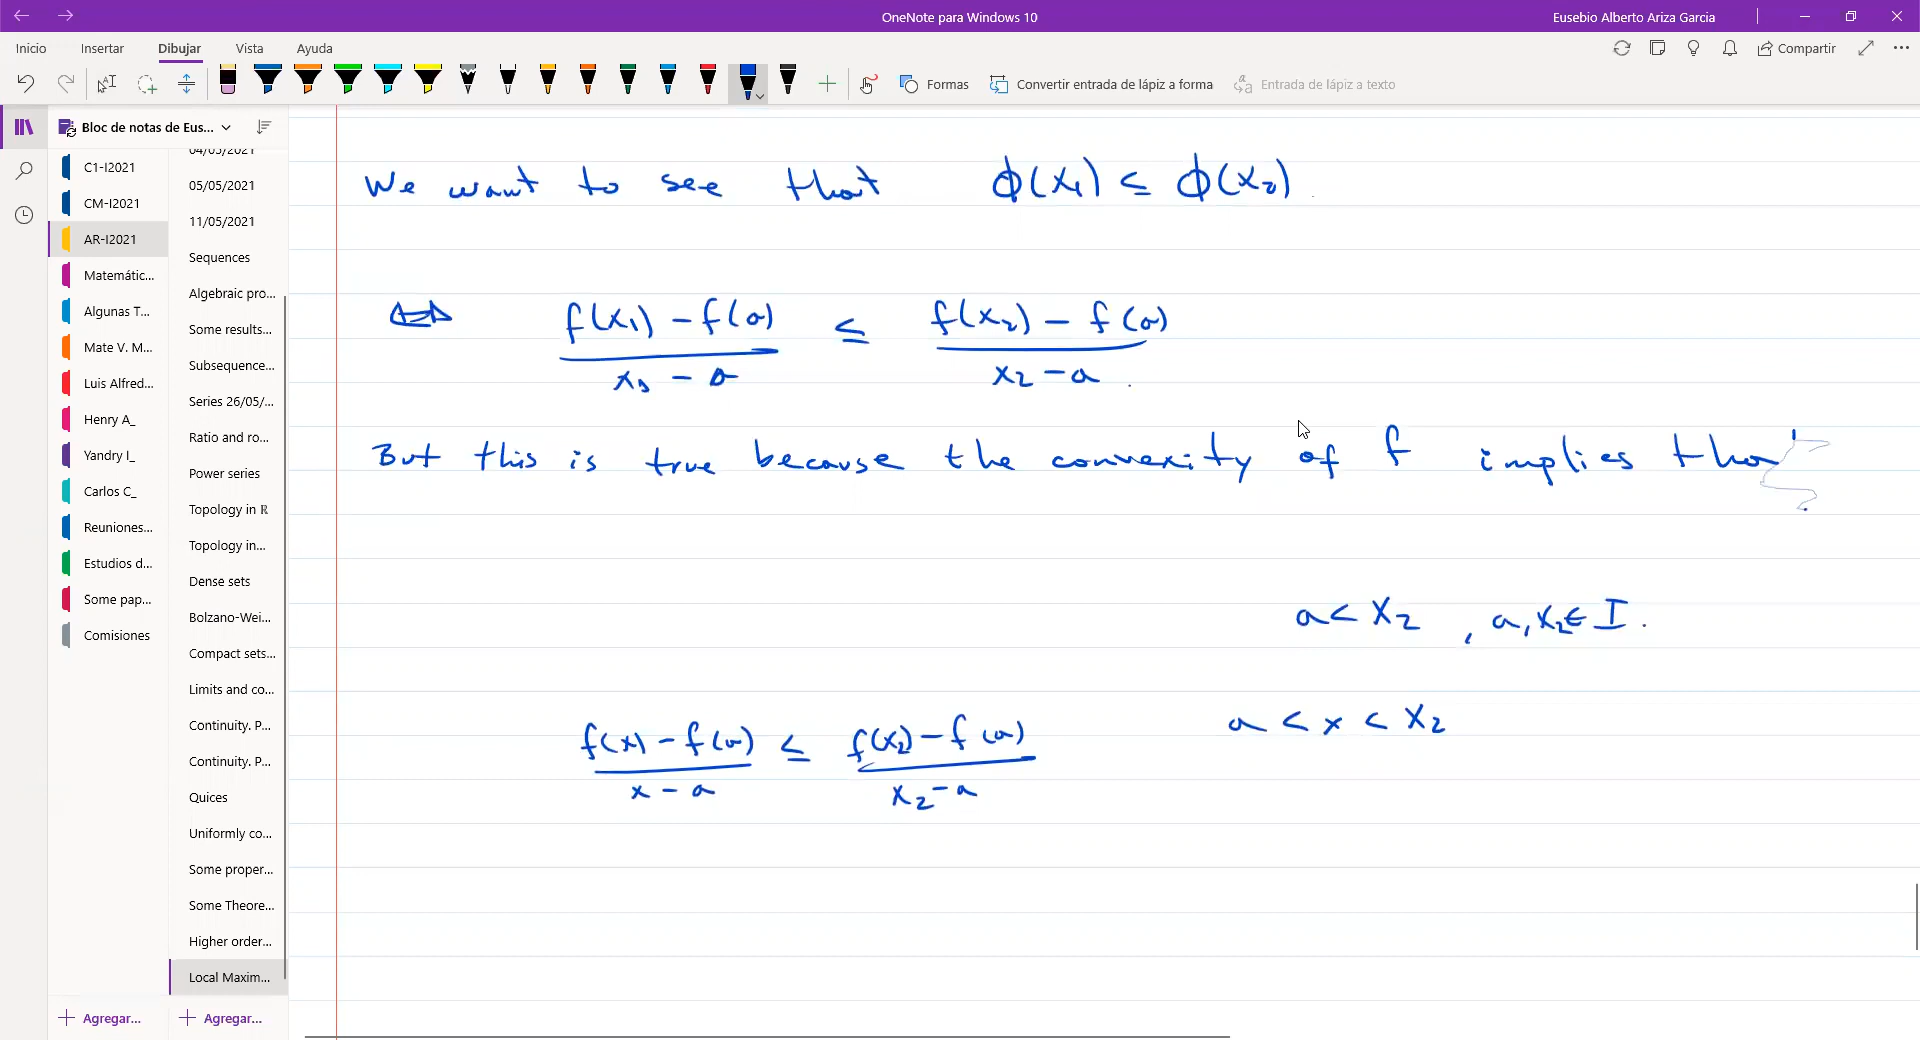 OneNote para Windows 10
Eusebio Alberto Ariza Garcia
Inicio
Insertar
Dibujar
Vista
Ayuda
Compartir
Formas
Convertir entrada de lápiz a forma
Entrada de lápiz a texto
Bloc de notas de Eus...
C1-I2021
CM-I2021
AR-I2021
Matemátic...
Algunas T...
Mate V. M...
Luis Alfred...
Henry A_
Yandry I_
Carlos C_
Reuniones...
Estudios d...
Some pap...
Comisiones
Agregar...
04/05/2021
05/05/2021
11/05/2021
Sequences
Algebraic pro...
Some results...
Subsequence...
Series 26/05/...
Ratio and ro...
Power series
Topology in ℝ
Topology in...
Dense sets
Bolzano-Wei...
Compact sets...
Limits and co...
Continuity. P...
Continuity. P...
Quices
Uniformly co...
Some proper...
Some Theore...
Higher order...
Local Maxim...
Agregar...
We want to see that ϕ(x₁) ≤ ϕ(x₂).
⇔ (f(x₁) − f(a))/(x₁ − a) ≤ (f(x₂) − f(a))/(x₂ − a).
But this is true because the convexity of f implies that
a < x₂, a, x₂ ∈ I.
a < x < x₂
(f(x) − f(a))/(x − a) ≤ (f(x₂) − f(a))/(x₂ − a)